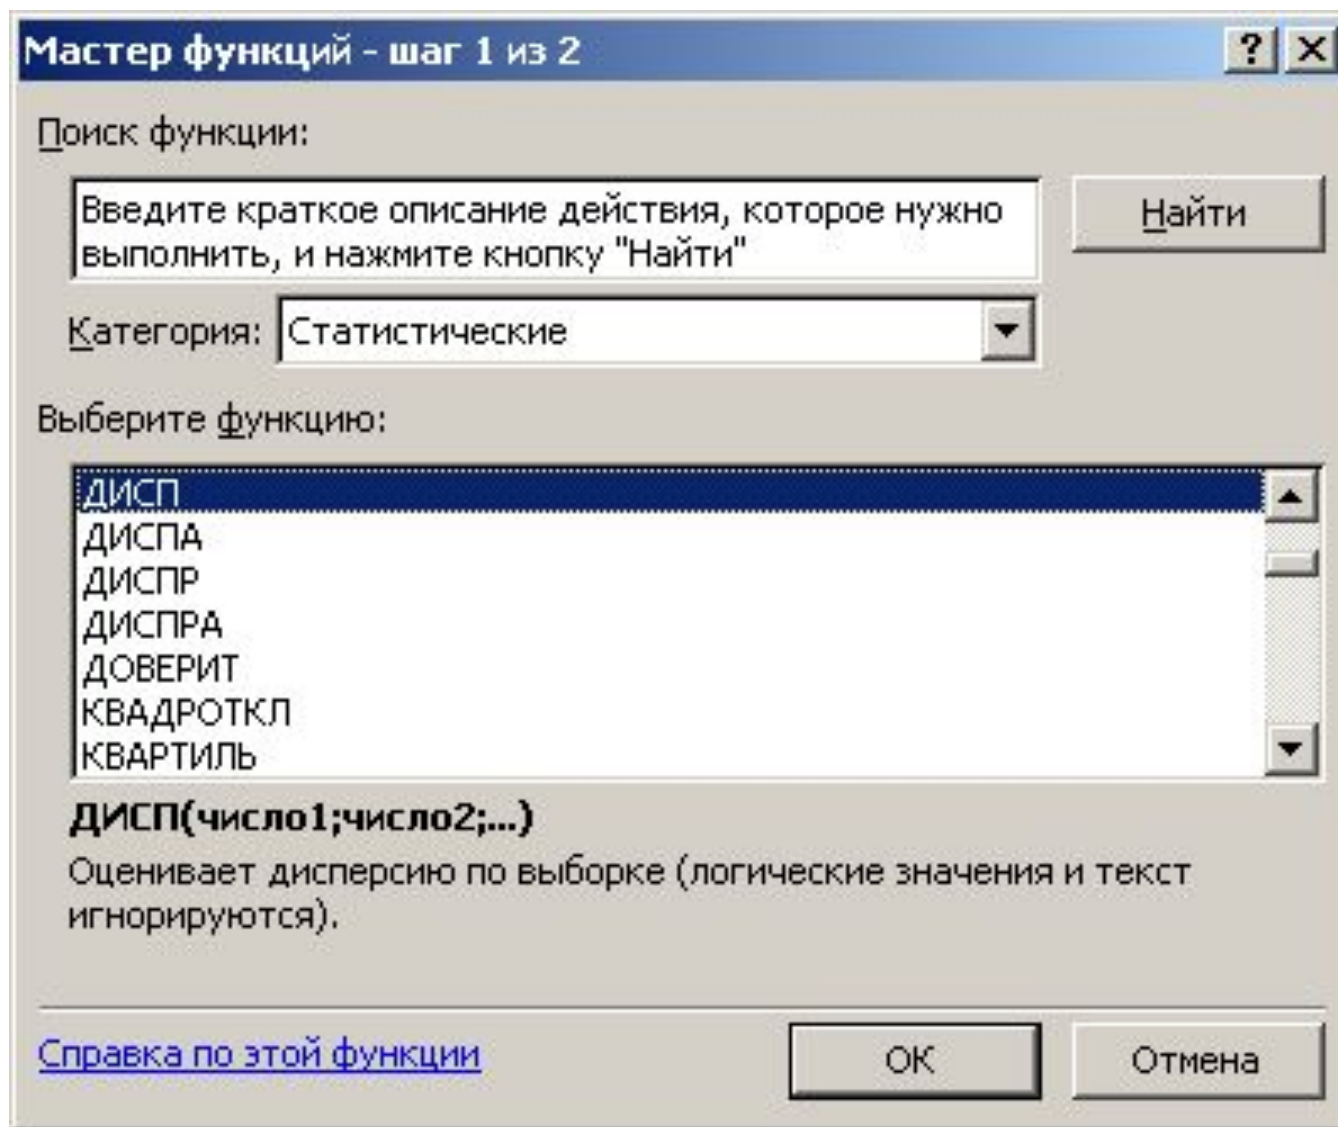 Мастер функций - шаг 1 из 2
Поиск функции:
Введите краткое описание действия, которое нужно
выполнить, и нажмите кнопку "Найти"
Найти
Категория: Статистические
Выберите функцию:
ДИСП
ДИСПА
ДИСПР
ДИСПРА
ДОВЕРИТ
КВАДРОТКЛ
КВАРТИЛЬ
ДИСП(число1;число2;...)
Оценивает дисперсию по выборке (логические значения и текст
игнорируются).
Справка по этой функции
ОК
Отмена